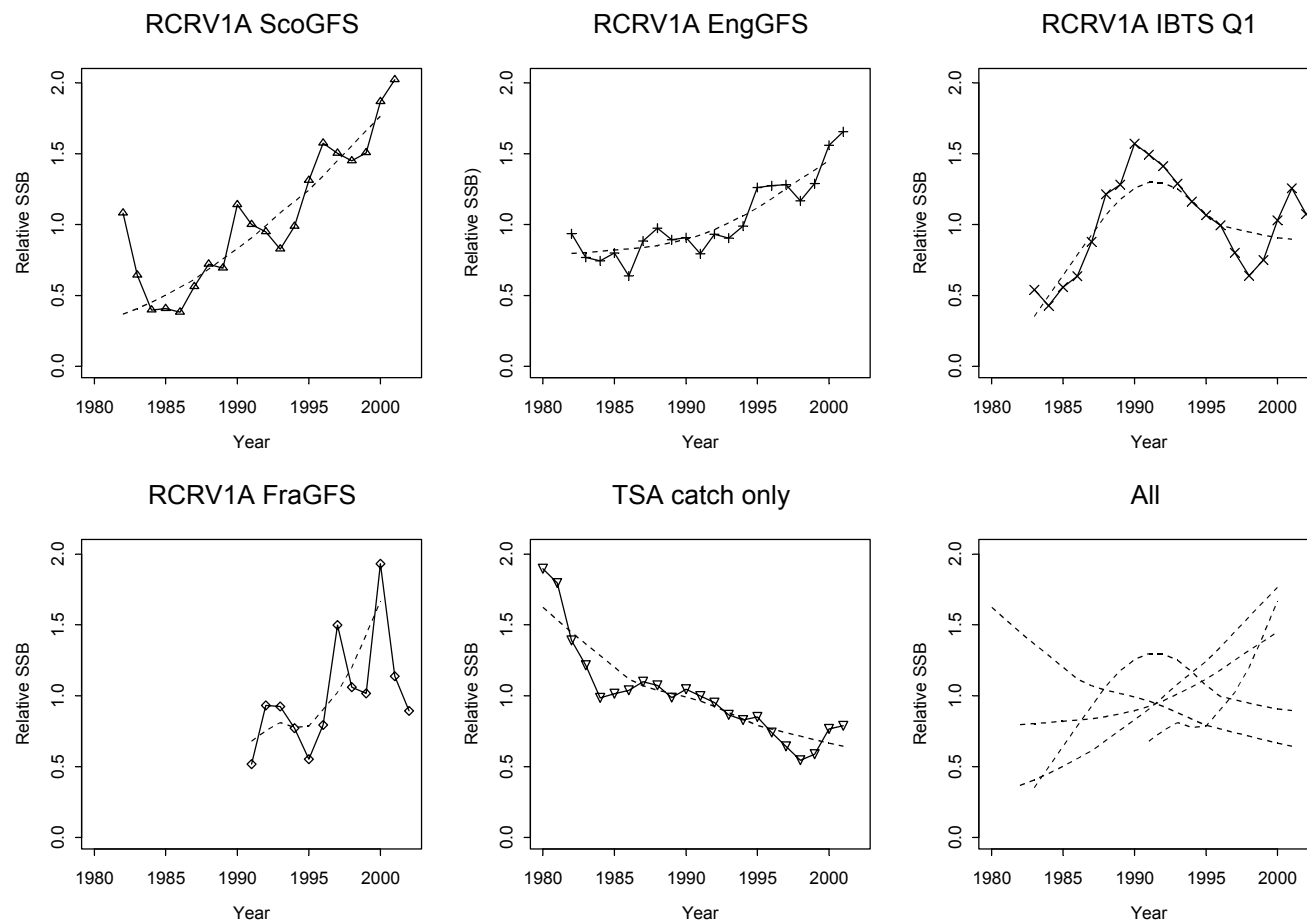 RCRV1A ScoGFS
RCRV1A EngGFS
RCRV1A IBTS Q1
Relative SSB
0.0 0.5 1.0 1.5 2.0
1980 1985 1990 1995 2000
Year
Relative SSB)
0.0 0.5 1.0 1.5 2.0
1980 1985 1990 1995 2000
Year
Relative SSB
0.0 0.5 1.0 1.5 2.0
1980 1985 1990 1995 2000
Year
RCRV1A FraGFS
TSA catch only
All
Relative SSB
0.0 0.5 1.0 1.5 2.0
1980 1985 1990 1995 2000
Year
Relative SSB
0.0 0.5 1.0 1.5 2.0
1980 1985 1990 1995 2000
Year
Relative SSB
0.0 0.5 1.0 1.5 2.0
1980 1985 1990 1995 2000
Year